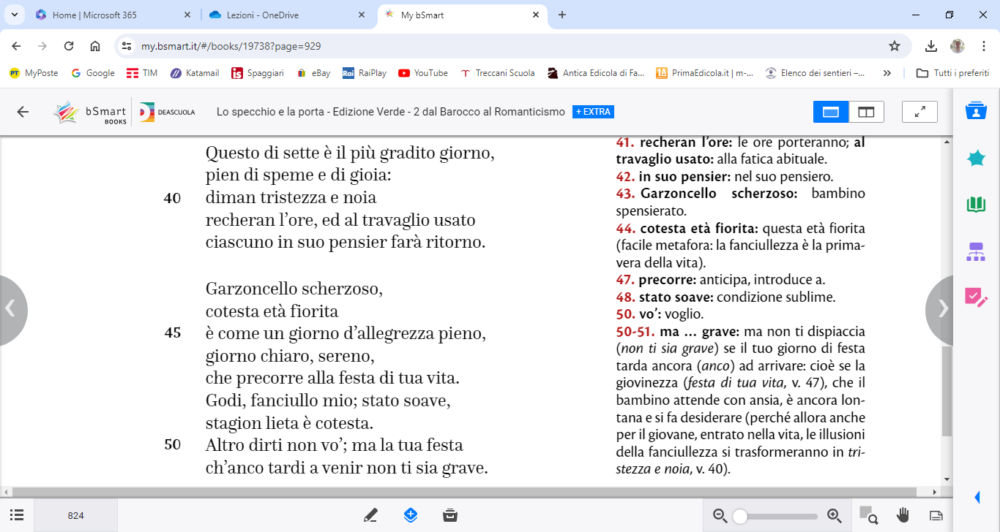 Home | Microsoft 365
Lezioni - OneDrive
My bSmart
my.bsmart.it/#/books/19738?page=929
PT MyPoste
Google
TIM
Katamail
Spaggiari
eBay
Rai RaiPlay
YouTube
Treccani Scuola
Antica Edicola di Fa...
1A PrimaEdicola.it | m-...
Elenco dei sentieri –...
Tutti i preferiti
bSmart
BOOKS
DEASCUOLA
Lo specchio e la porta - Edizione Verde - 2 dal Barocco al Romanticismo
+ EXTRA
Questo di sette è il più gradito giorno,
pien di speme e di gioia:
40 diman tristezza e noia
recheran l’ore, ed al travaglio usato
ciascuno in suo pensier farà ritorno.
Garzoncello scherzoso,
cotesta età fiorita
45 è come un giorno d’allegrezza pieno,
giorno chiaro, sereno,
che precorre alla festa di tua vita.
Godi, fanciullo mio; stato soave,
stagion lieta è cotesta.
50 Altro dirti non vo’; ma la tua festa
ch’anco tardi a venir non ti sia grave.
41. recheran l’ore: le ore porteranno; al
travaglio usato: alla fatica abituale.
42. in suo pensier: nel suo pensiero.
43. Garzoncello scherzoso: bambino
spensierato.
44. cotesta età fiorita: questa età fiorita
(facile metafora: la fanciullezza è la prima-
vera della vita).
47. precorre: anticipa, introduce a.
48. stato soave: condizione sublime.
50. vo’: voglio.
50-51. ma ... grave: ma non ti dispiaccia
(non ti sia grave) se il tuo giorno di festa
tarda ancora (anco) ad arrivare: cioè se la
giovinezza (festa di tua vita, v. 47), che il
bambino attende con ansia, è ancora lon-
tana e si fa desiderare (perché allora anche
per il giovane, entrato nella vita, le illusioni
della fanciullezza si trasformeranno in tri-
stezza e noia, v. 40).
824